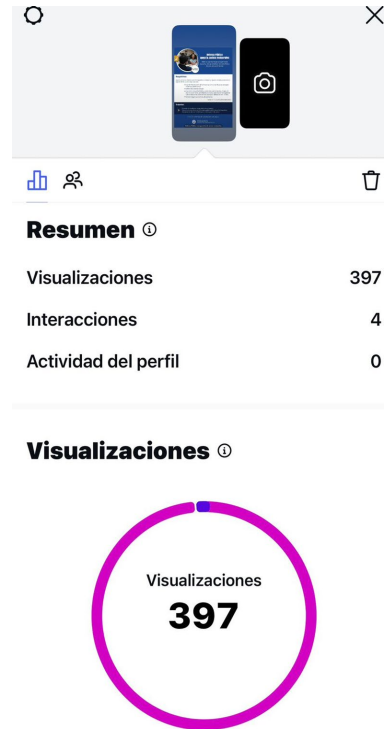 Resumen
Visualizaciones 397
Interacciones 4
Actividad del perfil 0
Visualizaciones
Visualizaciones
397